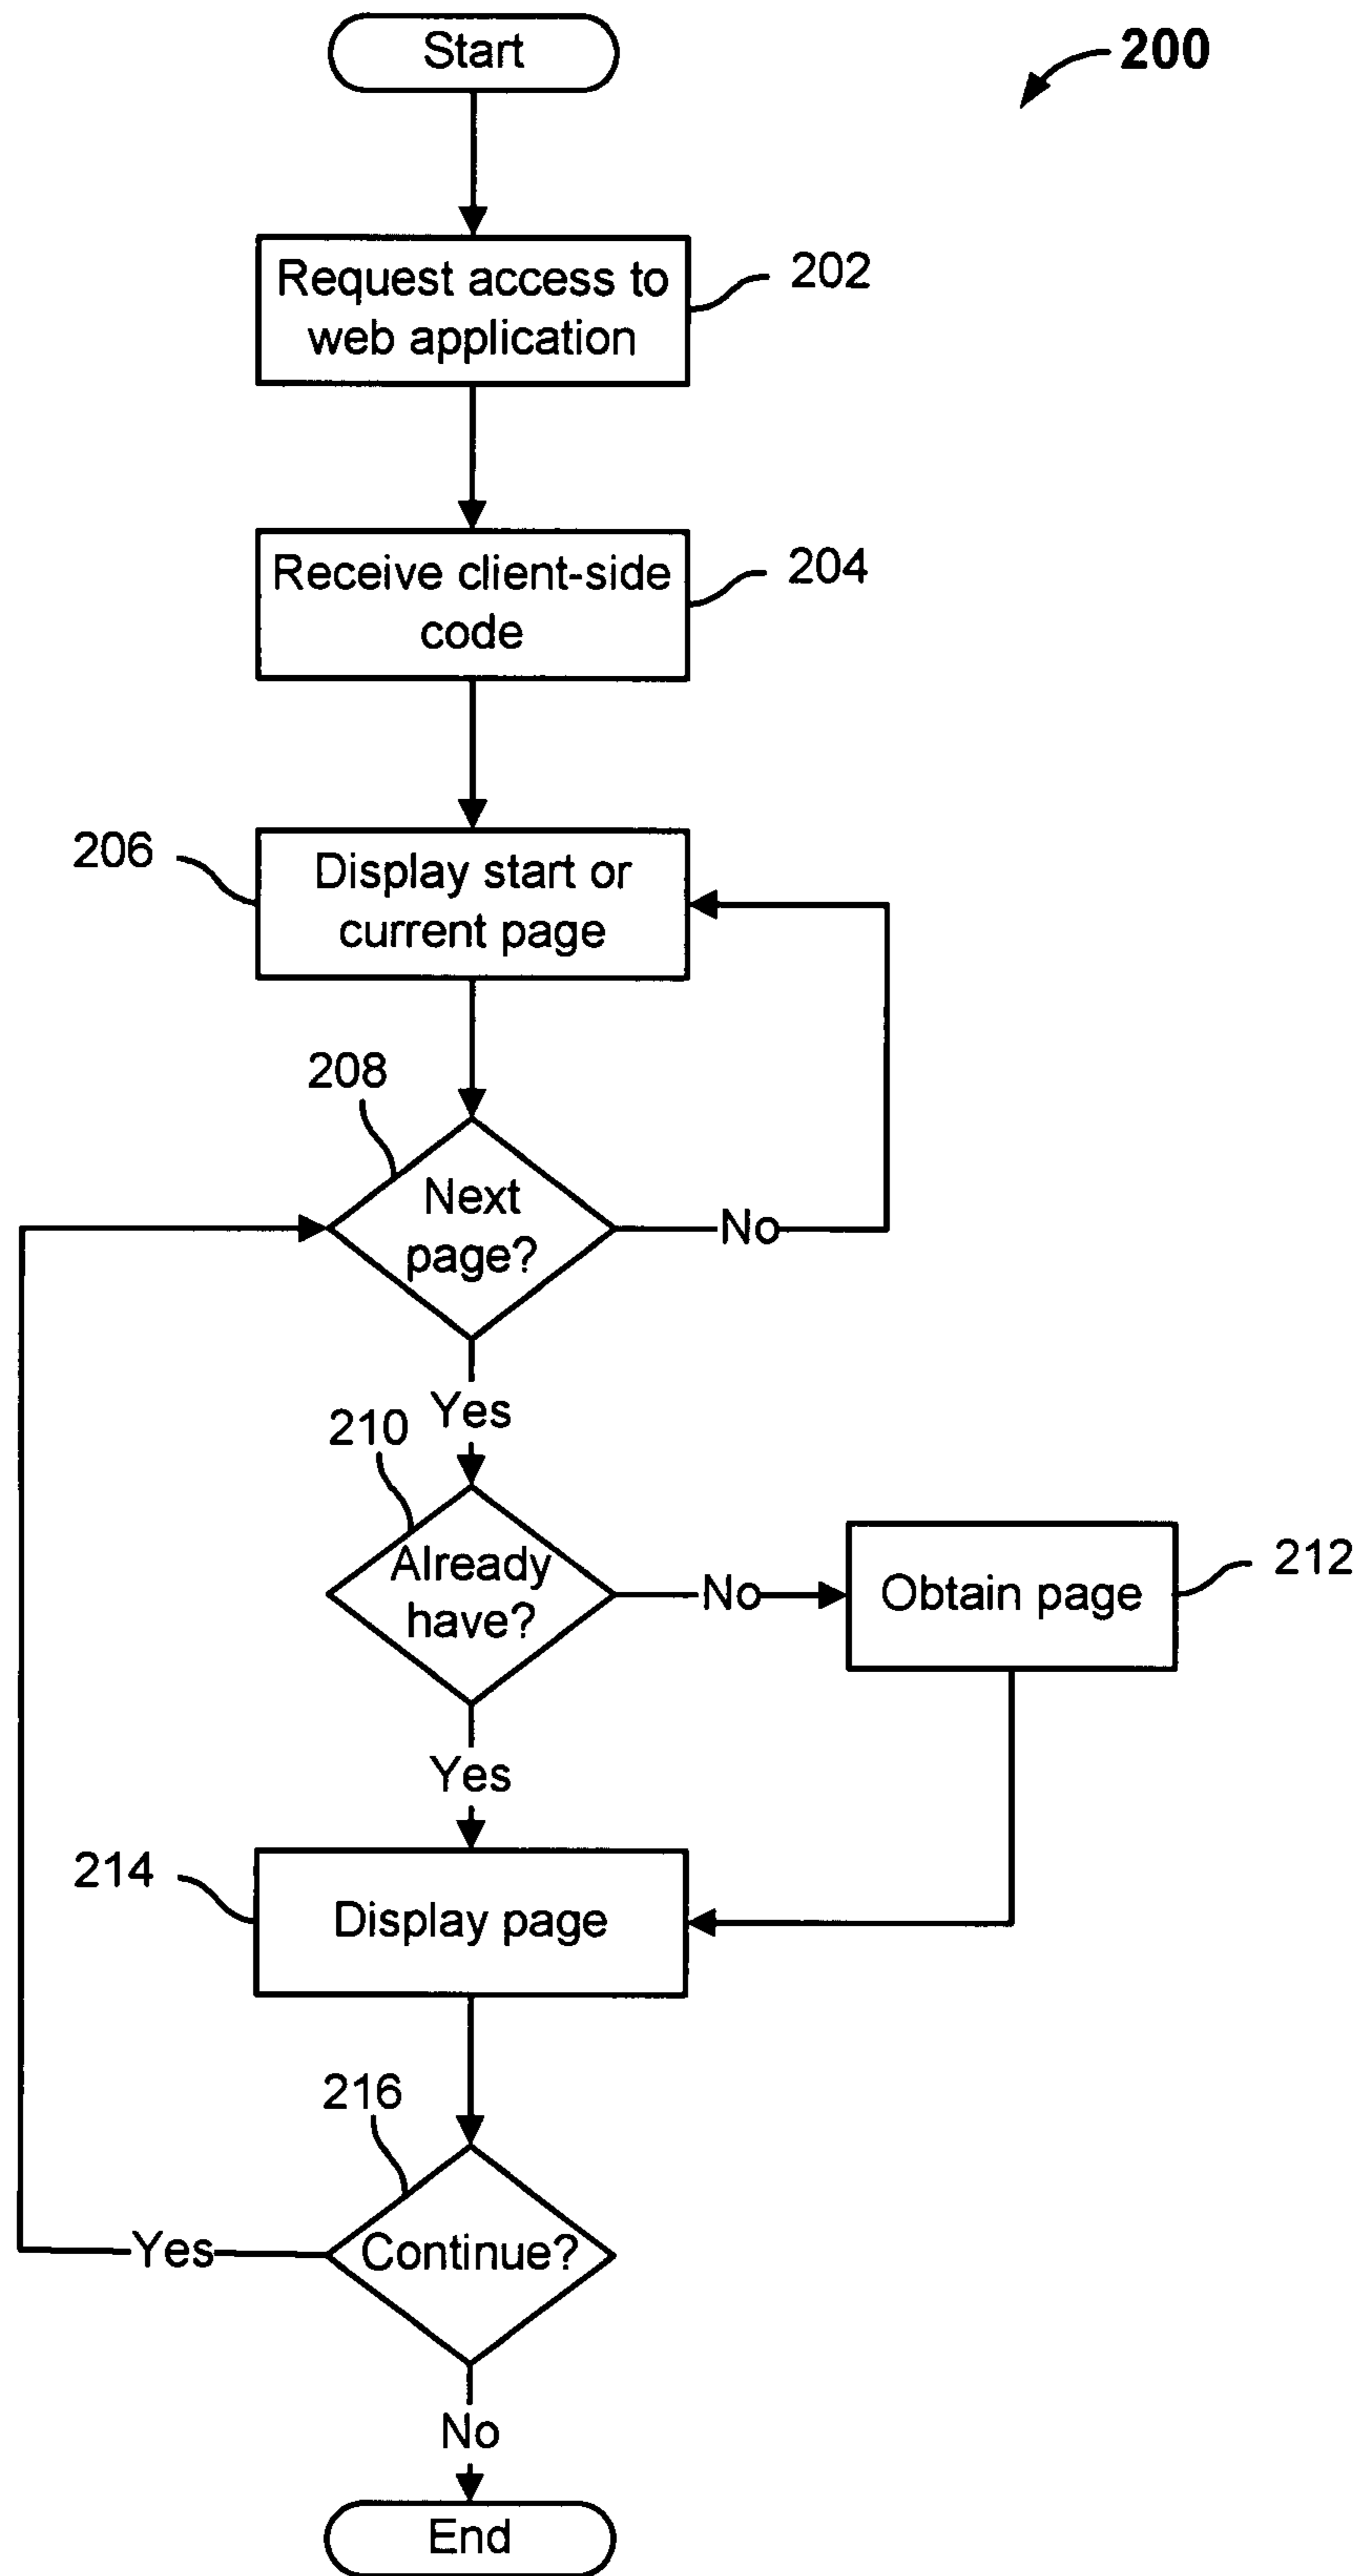 Start
200
Request access to
web application
202
Receive client-side
code
204
206
Display start or
current page
208
Next
page?
No
Yes
210
Already
have?
No
Obtain page
212
Yes
214
Display page
216
Continue?
Yes
No
End